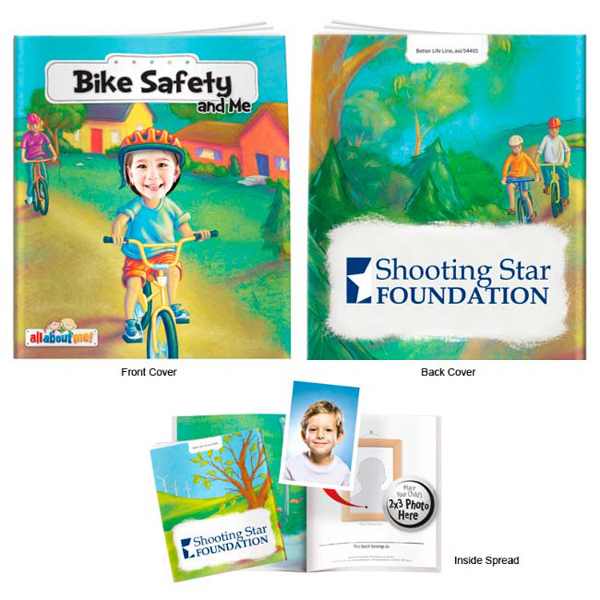 Bike Safety
and Me
all about me!
Front Cover
Better Life Line, asi/34405
Shooting Star
FOUNDATION
Back Cover
Shooting Star
FOUNDATION
Place
Your Child's
2x3 Photo
Here
This book belongs to
Inside Spread